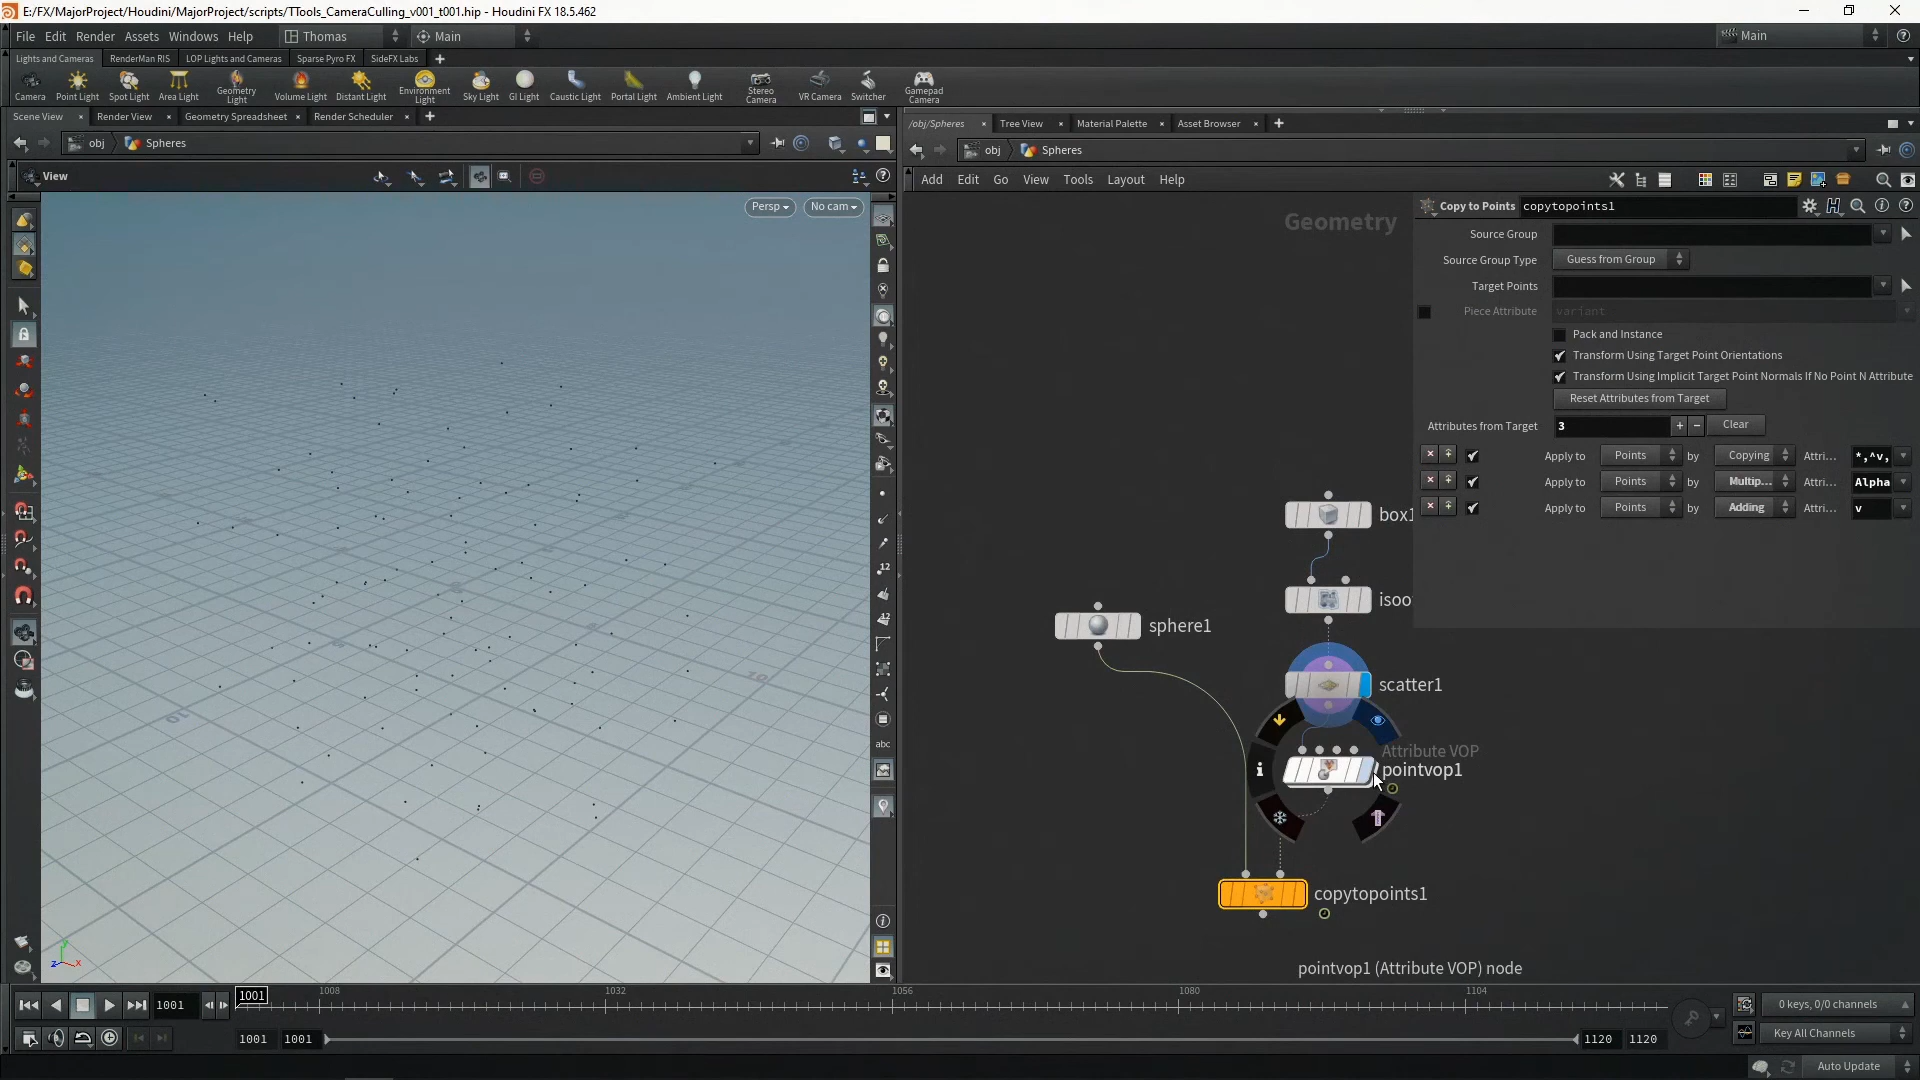 E:/FX/MajorProject/Houdini/MajorProject/scripts/TTools_CameraCulling_v001_t001.hip - Houdini FX 18.5.462
File Edit Render Assets Windows Help Thomas Main Main
Lights and Cameras RenderMan RIS LOP Lights and Cameras Sparse Pyro FX SideFX Labs
Camera Point Light Spot Light Area Light Geometry Light Volume Light Distant Light Environment Light Sky Light GI Light Caustic Light Portal Light Ambient Light Stereo Camera VR Camera Switcher Gamepad Camera
Scene View Render View Geometry Spreadsheet Render Scheduler
/obj/Spheres Tree View Material Palette Asset Browser
obj Spheres
obj Spheres
View
Persp No cam
Add Edit Go View Tools Layout Help
Geometry
Copy to Points copytopoints1
Source Group
Source Group Type Guess from Group
Target Points
Piece Attribute variant
Pack and Instance
Transform Using Target Point Orientations
Transform Using Implicit Target Point Normals If No Point N Attribute
Reset Attributes from Target
Attributes from Target 3 Clear
Apply to Points by Copying Attri... *,^v,
Apply to Points by Multip... Attri... Alpha
Apply to Points by Adding Attri... v
box1
isoo
sphere1
scatter1
Attribute VOP
pointvop1
copytopoints1
pointvop1 (Attribute VOP) node
12
12
abc
10
10
z x
1001 1001 1008 1032 1056 1080 1104
0 keys, 0/0 channels
1001 1001 1120 1120
Key All Channels
Auto Update